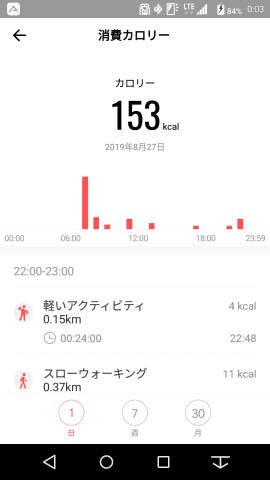 LTE 84% 0:03
消費カロリー
カロリー
153 kcal
2019年8月27日
00:00 06:00 12:00 18:00 23:59
22:00-23:00
軽いアクティビティ 4 kcal
0.15km
00:24:00 22:48
スローウォーキング 11 kcal
0.37km
1 7 30
日 週 月